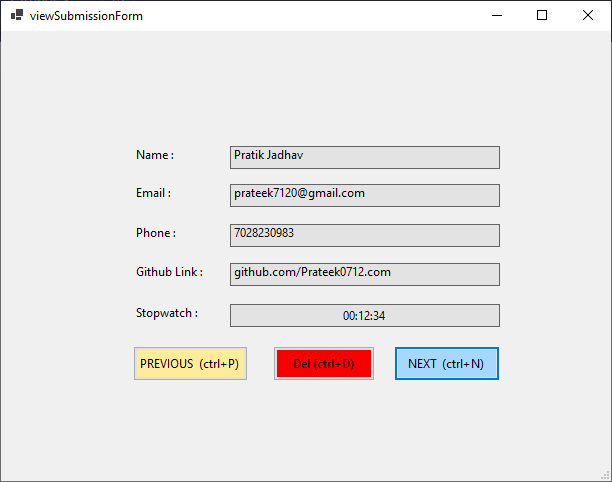 viewSubmissionForm
Name : Pratik Jadhav
Email : prateek7120@gmail.com
Phone : 7028230983
Github Link : github.com/Prateek0712.com
Stopwatch : 00:12:34
PREVIOUS (ctrl+P) Del (ctrl+D) NEXT (ctrl+N)